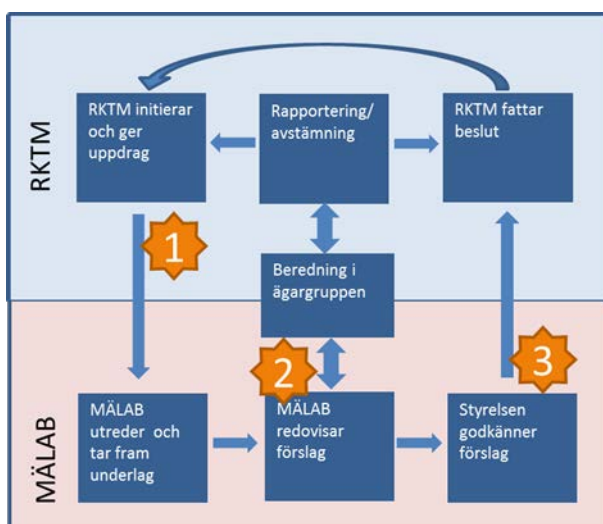 RKTM
RKTM initierar
och ger
uppdrag
Rapportering/
avstämning
RKTM fattar
beslut
1
Beredning i
ägargruppen
2
3
MÄLAB
MÄLAB
utreder och
tar fram
underlag
MÄLAB
redovisar
förslag
Styrelsen
godkänner
förslag